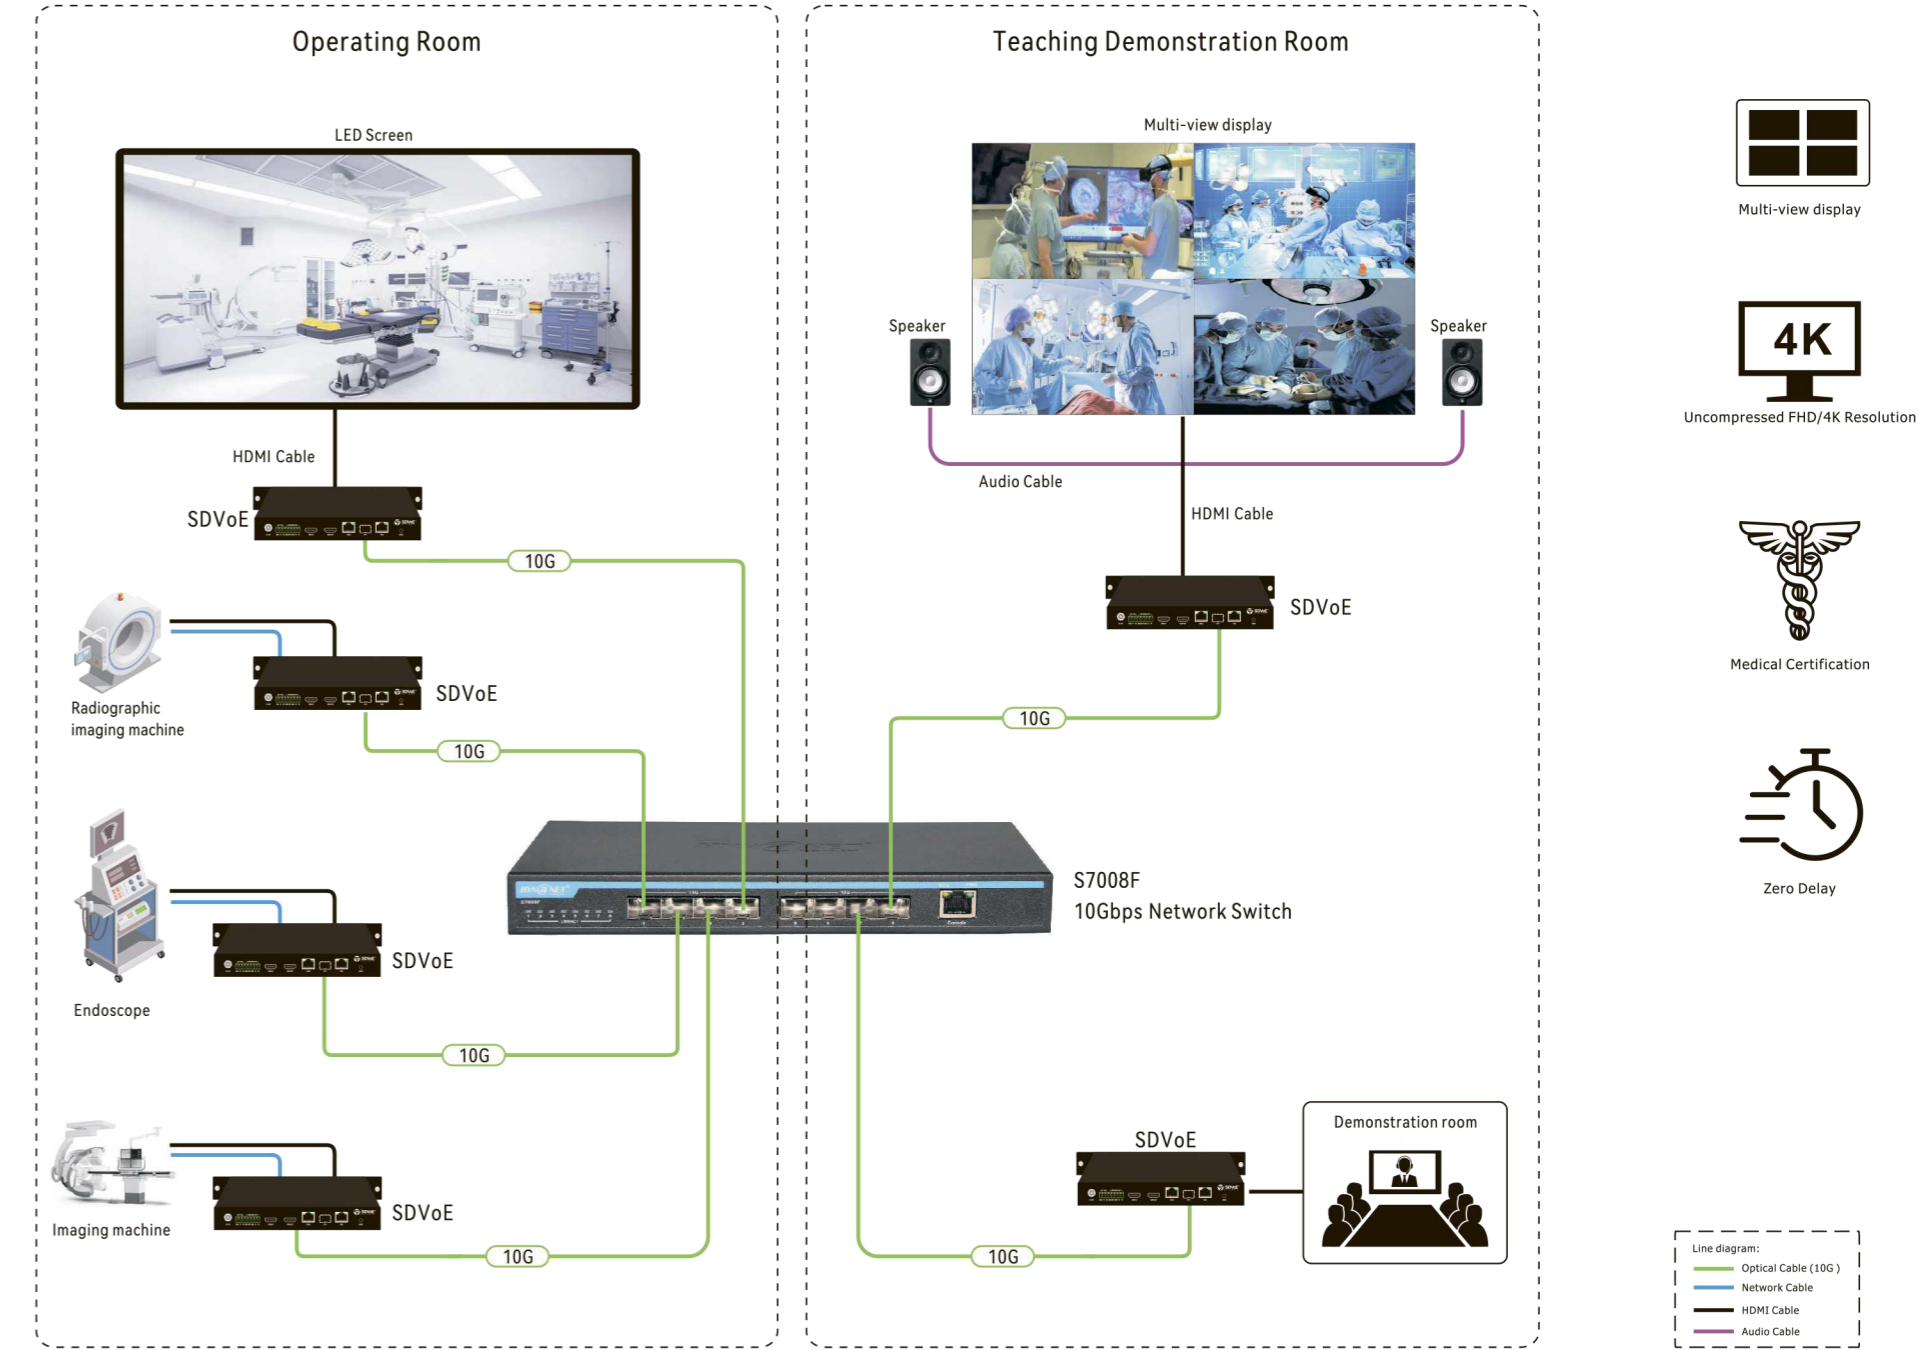 Operating Room
LED Screen
HDMI Cable
SDVoE
10G
Radiographic
imaging machine
SDVoE
10G
Endoscope
SDVoE
10G
Imaging machine
SDVoE
10G
Teaching Demonstration Room
Multi-view display
Speaker
Speaker
Audio Cable
HDMI Cable
SDVoE
10G
S7008F
Console
S7008F
10Gbps Network Switch
SDVoE
10G
Demonstration room
Multi-view display
4K
Uncompressed FHD/4K Resolution
Medical Certification
Zero Delay
Line diagram:
Optical Cable (10G )
Network Cable
HDMI Cable
Audio Cable